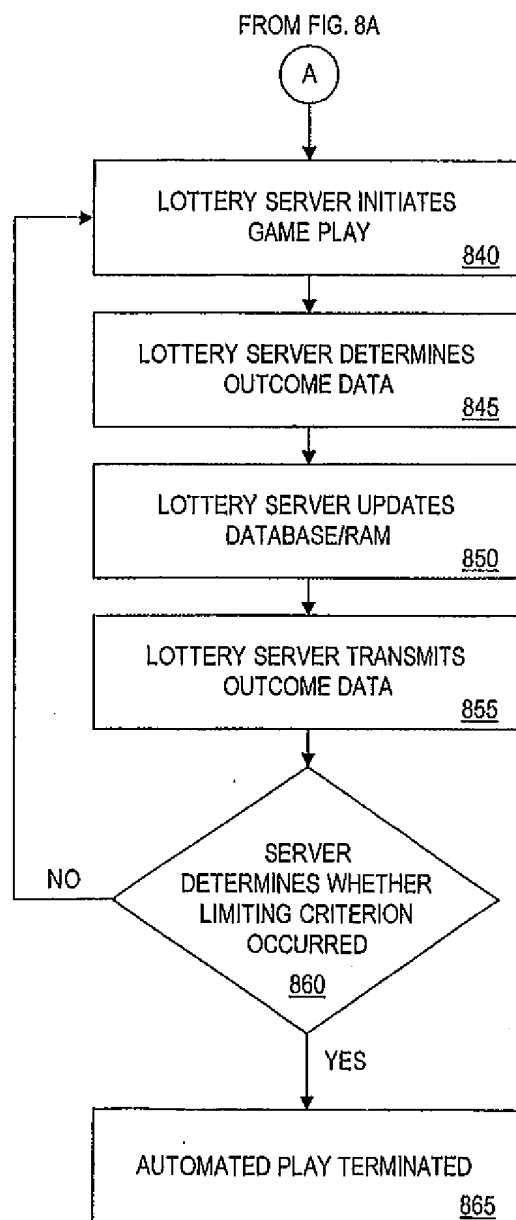 FROM FIG. 8A
A
LOTTERY SERVER INITIATES
GAME PLAY
840
LOTTERY SERVER DETERMINES
OUTCOME DATA
845
LOTTERY SERVER UPDATES
DATABASE/RAM
850
LOTTERY SERVER TRANSMITS
OUTCOME DATA
855
SERVER
DETERMINES WHETHER
LIMITING CRITERION
OCCURRED
860
NO
YES
AUTOMATED PLAY TERMINATED
865